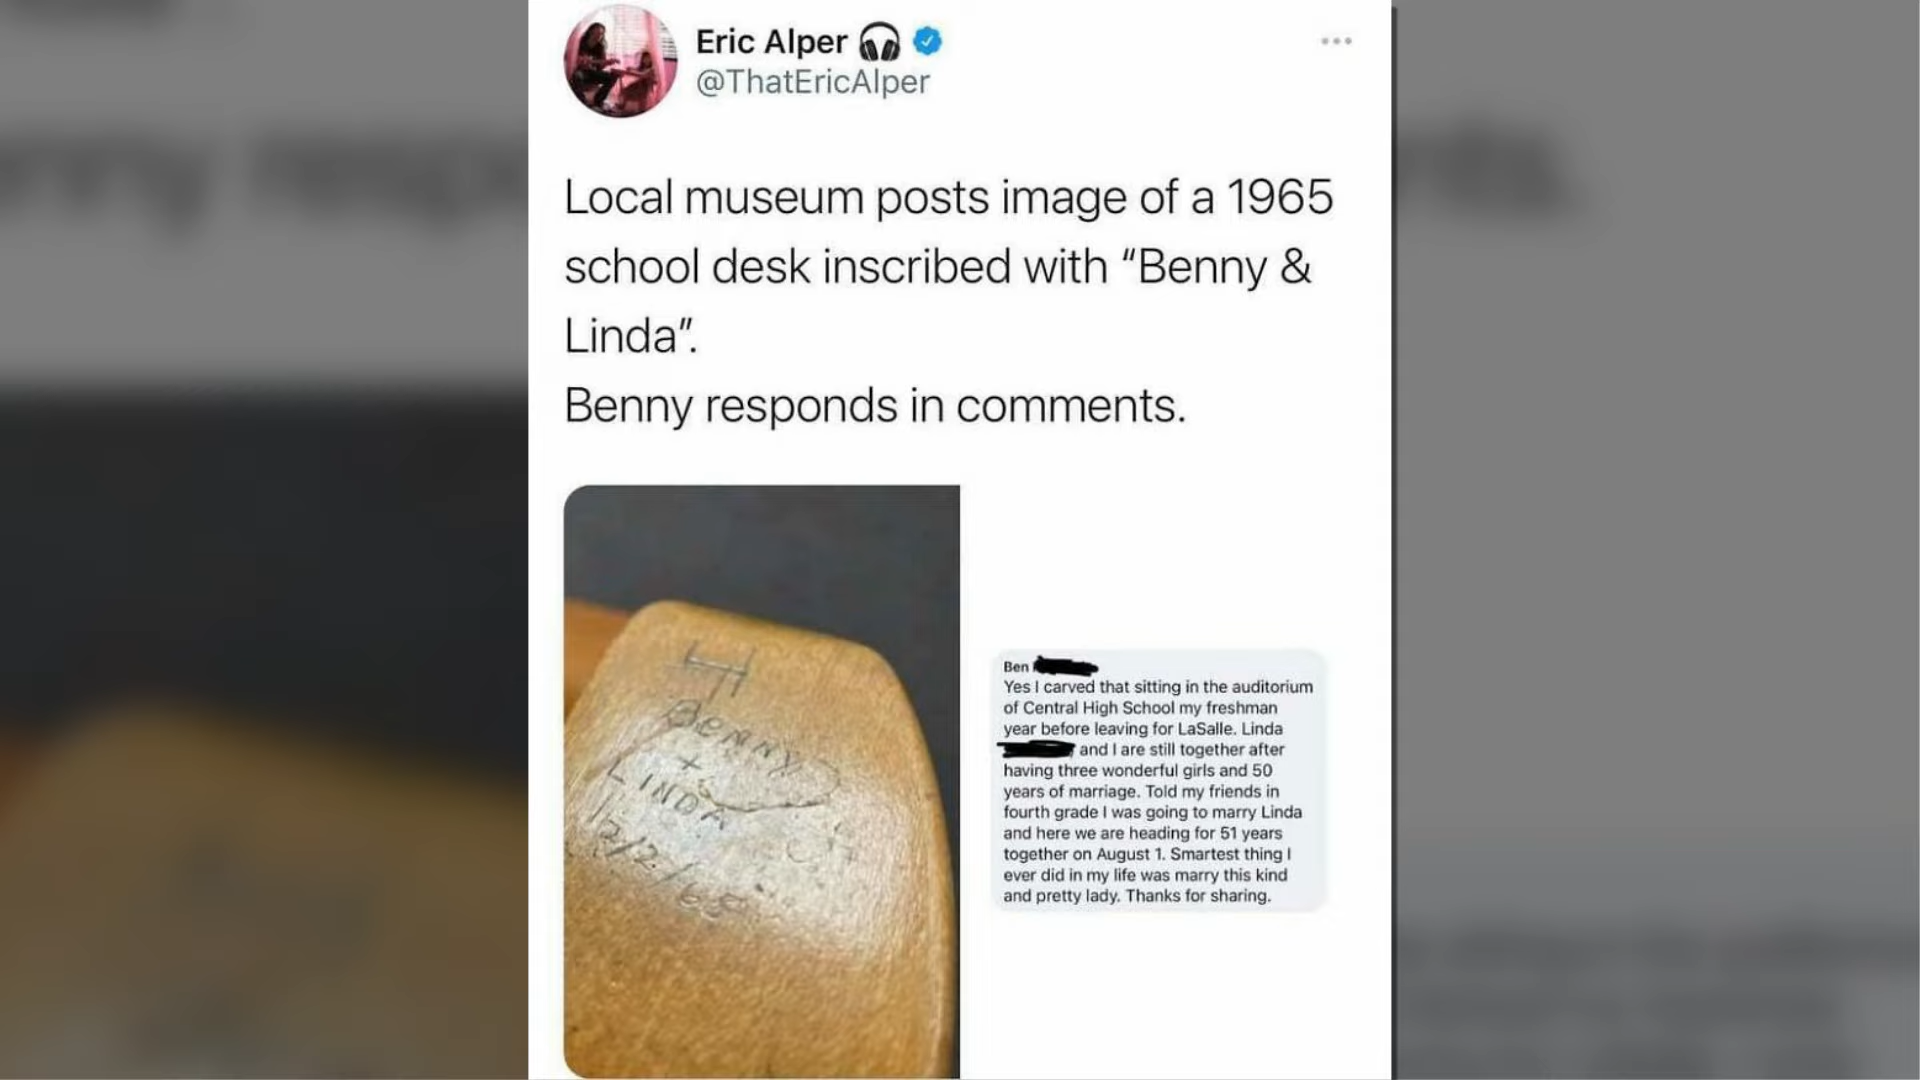 Eric Alper
@ThatEricAlper
Local museum posts image of a 1965
school desk inscribed with “Benny &
Linda”.
Benny responds in comments.
BENNY
+
LINDA
12/2/65
Ben
Yes I carved that sitting in the auditorium
of Central High School my freshman
year before leaving for LaSalle. Linda
and I are still together after
having three wonderful girls and 50
years of marriage. Told my friends in
fourth grade I was going to marry Linda
and here we are heading for 51 years
together on August 1. Smartest thing I
ever did in my life was marry this kind
and pretty lady. Thanks for sharing.